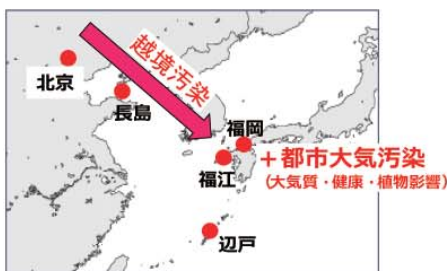 越境汚染
北京
長島
福岡
福江
+都市大気汚染
(大気質・健康・植物影響)
辺戸